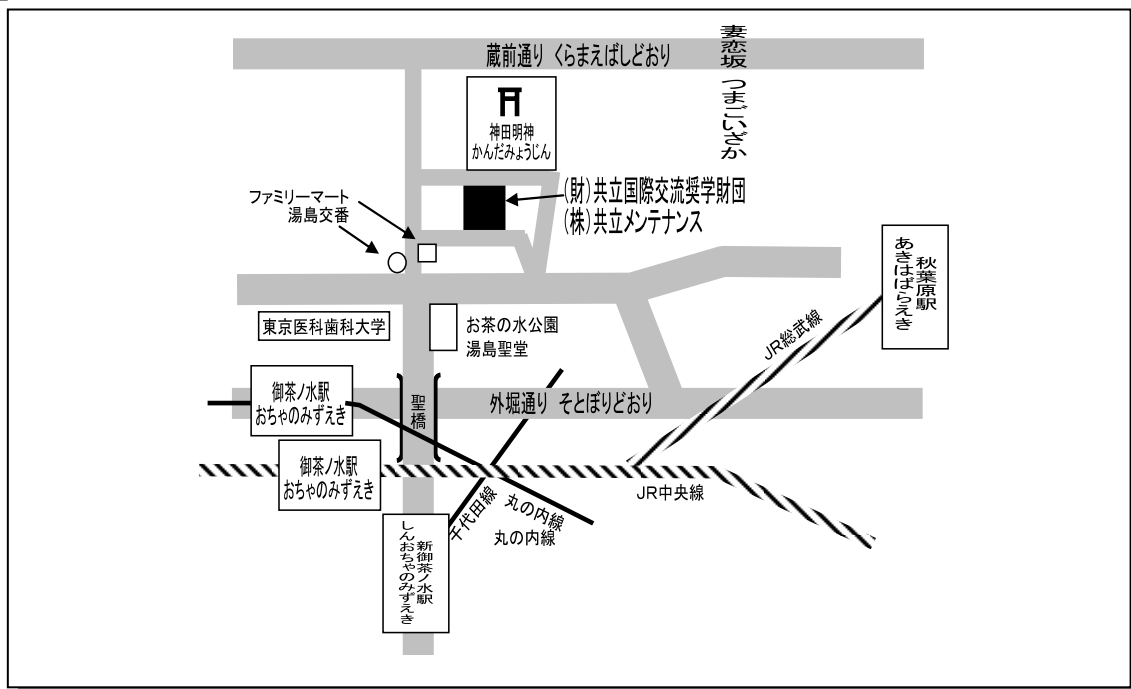 妻恋坂 つまごいざか
蔵前通り くらまえばしどおり
神田明神
かんだみょうじん
(財)共立国際交流奨学財団
(株)共立メンテナンス
ファミリーマート
湯島交番
秋葉原駅
あきはばらえき
東京医科歯科大学
お茶の水公園
湯島聖堂
JR総武線
御茶ノ水駅
おちゃのみずえき
聖橋
外堀通り そとぼりどおり
御茶ノ水駅
おちゃのみずえき
JR中央線
千代田線
丸の内線
丸の内線
新御茶ノ水駅
しんおちゃのみずえき